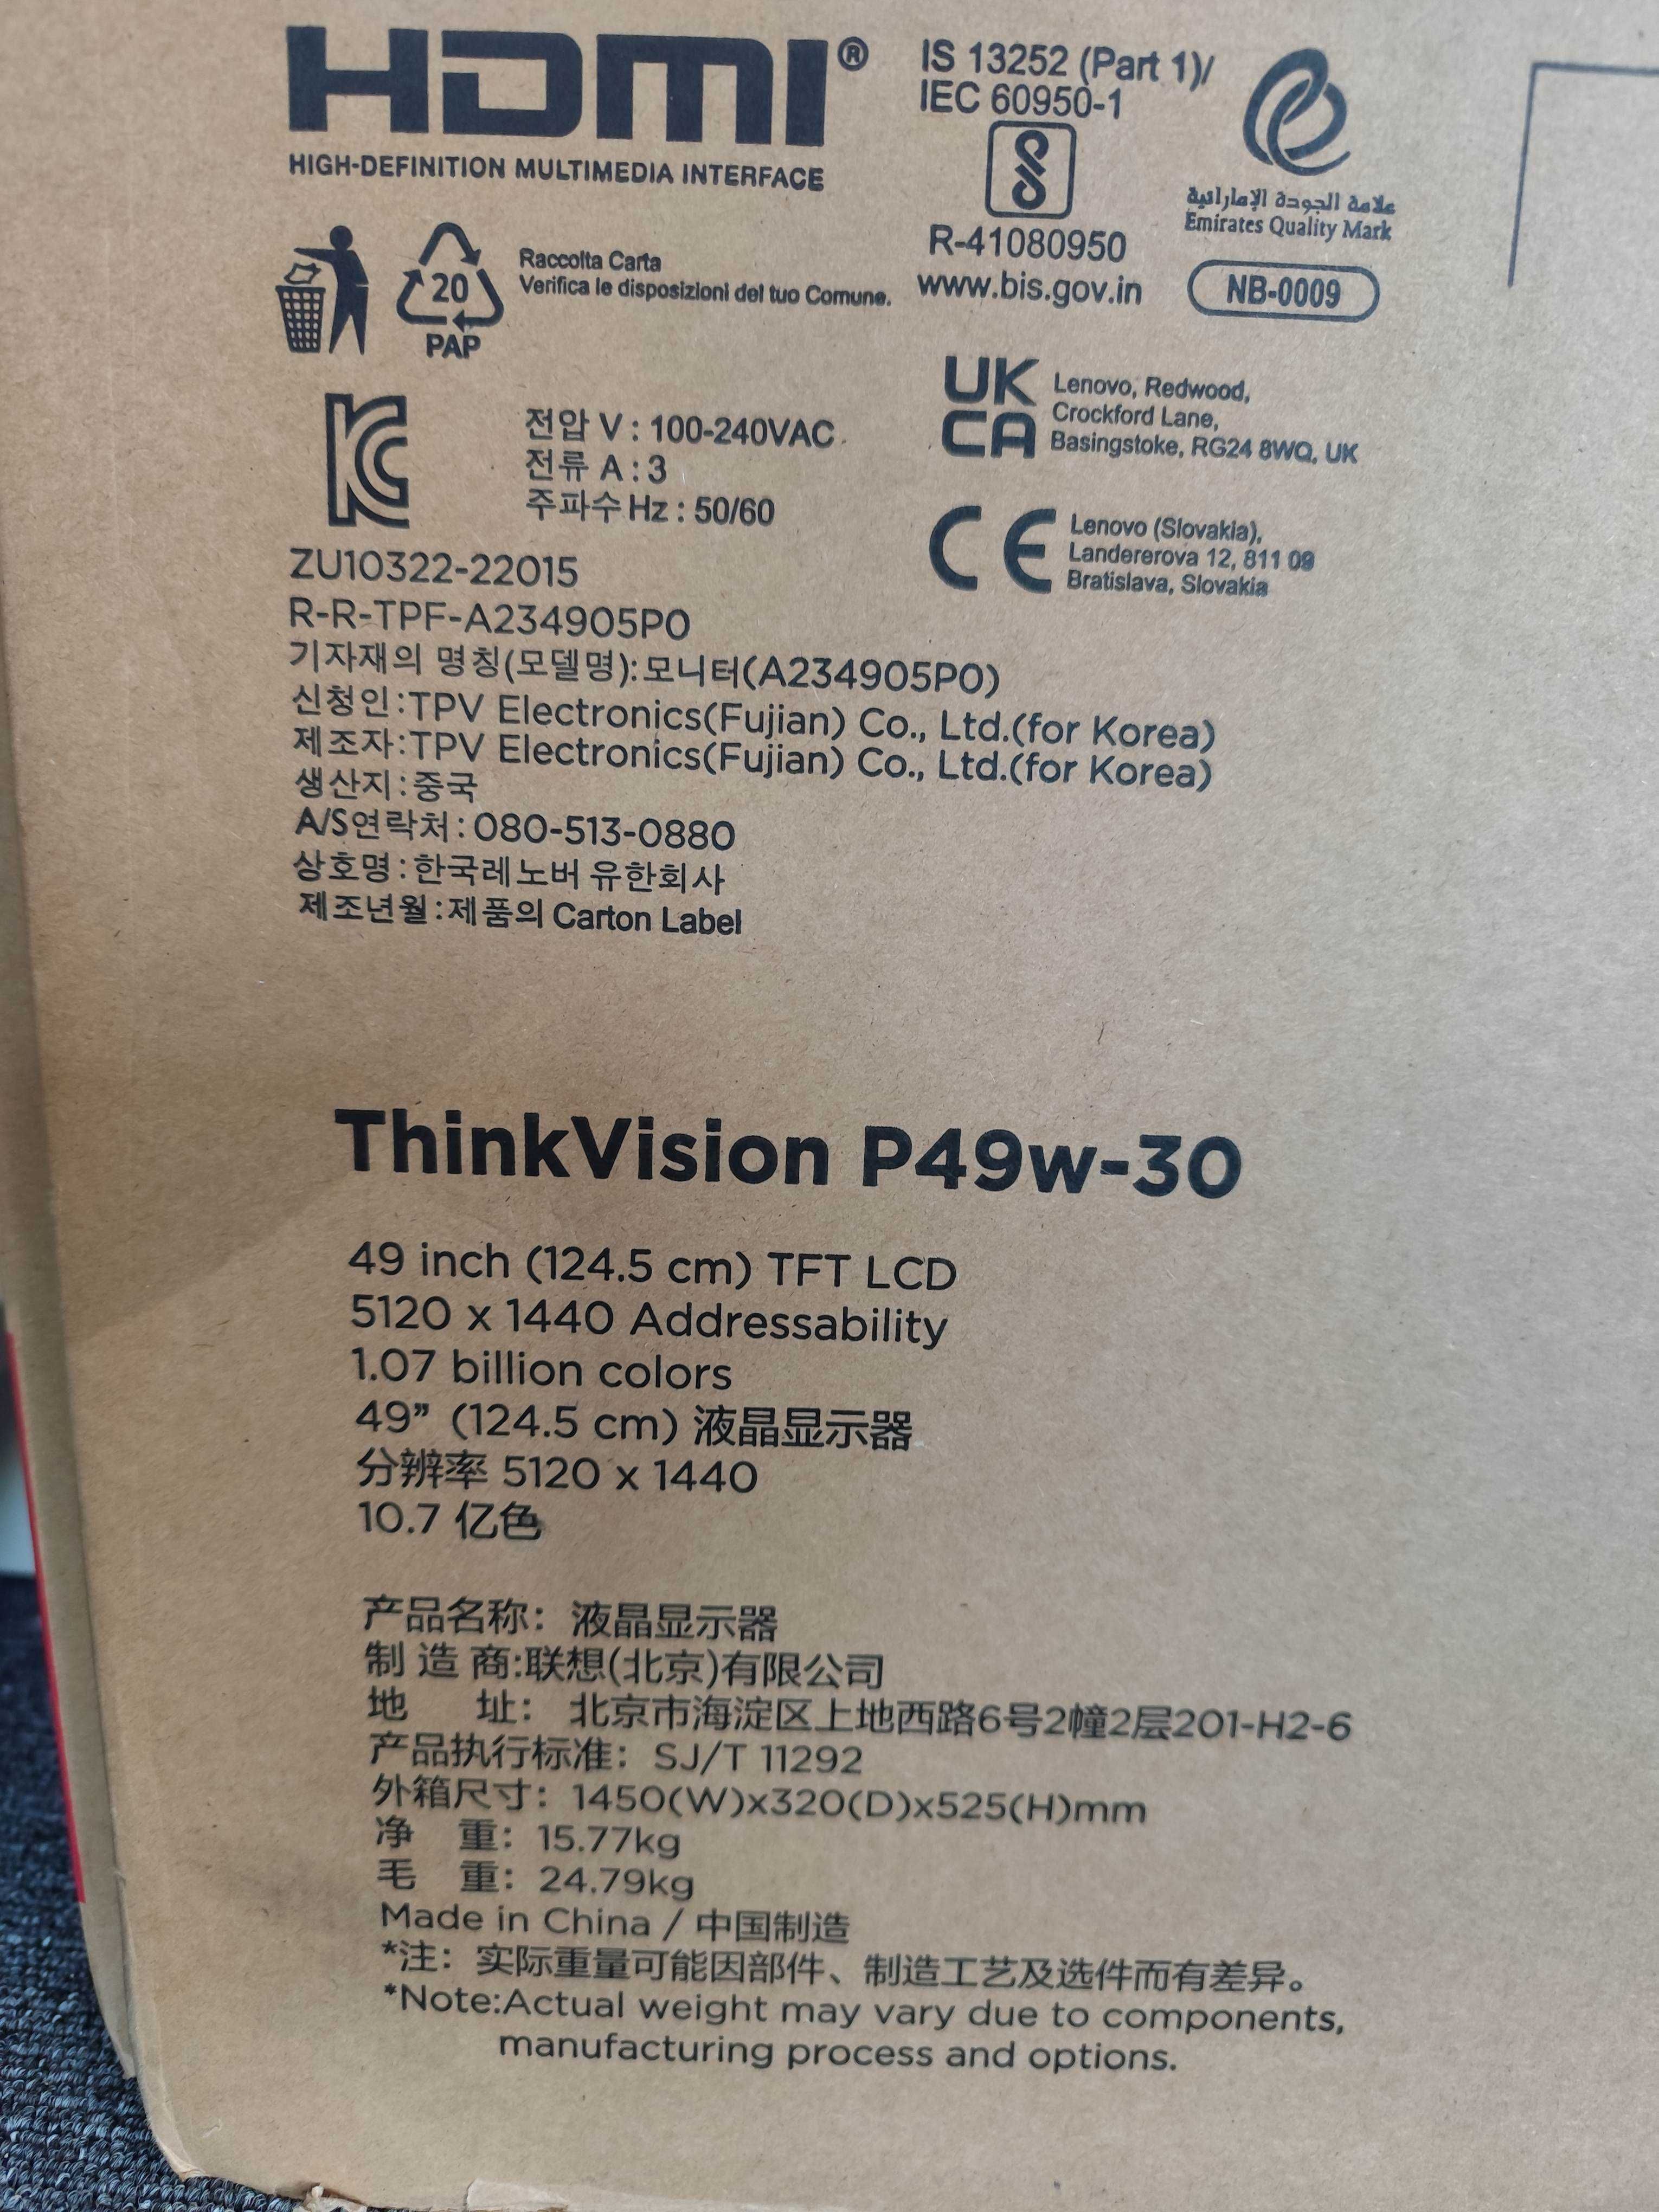 HDMI®
HIGH-DEFINITION MULTIMEDIA INTERFACE
IS 13252 (Part 1)/
IEC 60950-1
R-41080950
www.bis.gov.in
علامة الجودة الإماراتية
Emirates Quality Mark
NB-0009
20
PAP
Raccolta Carta
Verifica le disposizioni del tuo Comune.
UK
CA
Lenovo, Redwood,
Crockford Lane,
Basingstoke, RG24 8WQ, UK
CE
Lenovo (Slovakia),
Landererova 12, 811 09
Bratislava, Slovakia
전압 V : 100-240VAC
전류 A : 3
주파수 Hz : 50/60
ZU10322-22015
R-R-TPF-A234905P0
기자재의 명칭(모델명):모니터(A234905P0)
신청인:TPV Electronics(Fujian) Co., Ltd.(for Korea)
제조자:TPV Electronics(Fujian) Co., Ltd.(for Korea)
생산지:중국
A/S연락처:080-513-0880
상호명:한국레노버 유한회사
제조년월:제품의 Carton Label
ThinkVision P49w-30
49 inch (124.5 cm) TFT LCD
5120 x 1440 Addressability
1.07 billion colors
49” (124.5 cm) 液晶显示器
分辨率 5120 x 1440
10.7 亿色
产品名称：液晶显示器
制 造 商:联想(北京)有限公司
地 址：北京市海淀区上地西路6号2幢2层201-H2-6
产品执行标准：SJ/T 11292
外箱尺寸：1450(W)x320(D)x525(H)mm
净 重：15.77kg
毛 重：24.79kg
Made in China / 中国制造
*注：实际重量可能因部件、制造工艺及选件而有差异。
*Note:Actual weight may vary due to components,
manufacturing process and options.